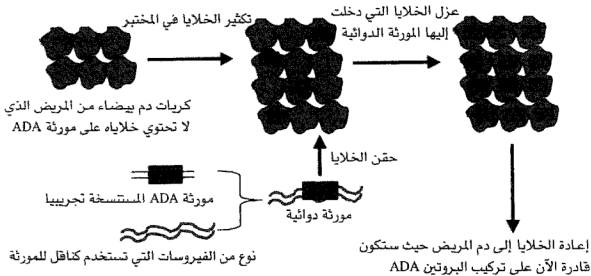 تكثير الخلايا في المختبر
عزل الخلايا التي دخلت
إليها المورثة الدوائية
كريات دم بيضاء من المريض الذي
لا تحتوي خلاياه على مورثة ADA
حقن الخلايا
مورثة ADA المستنسخة تجريبيا
مورثة دوائية
نوع من الفيروسات التي تستخدم كناقل للمورثة
إعادة الخلايا إلى دم المريض حيث ستكون
قادرة الآن على تركيب البروتين ADA